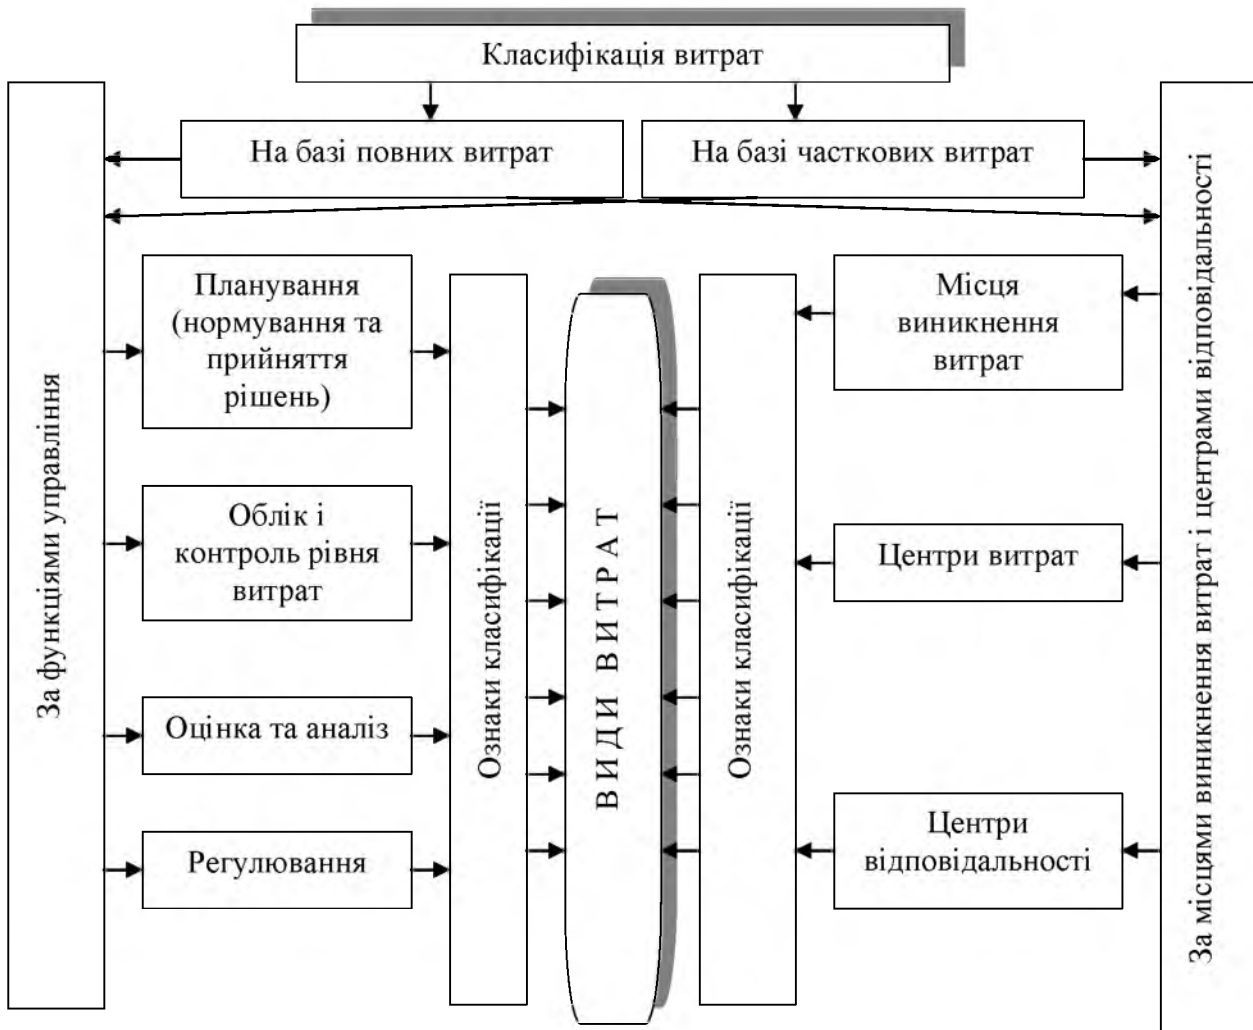 Класифікація витрат
На базі повних витрат
На базі часткових витрат
За функціями управління
Планування
(нормування та
прийняття
рішень)
Облік і
контроль рівня
витрат
Оцінка та аналіз
Регулювання
Ознаки класифікації
ВИДИ ВИТРАТ
Ознаки класифікації
Місця
виникнення
витрат
Центри витрат
Центри
відповідальності
За місцями виникнення витрат і центрами відповідальності